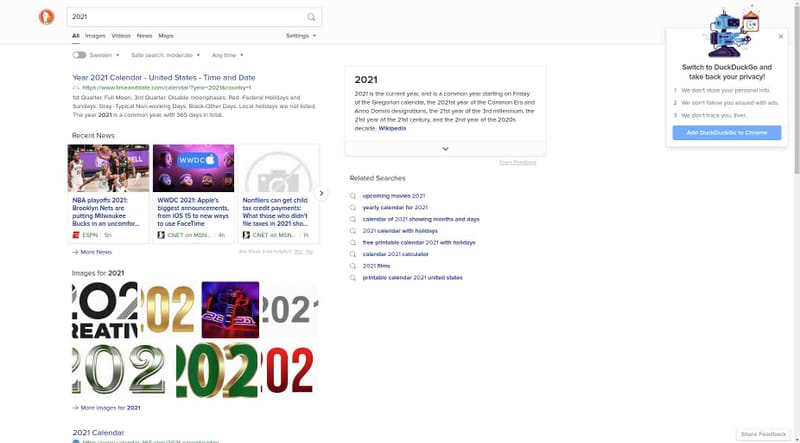 2021
All Images Videos News Maps Settings
Sweden Safe search: moderate Any time
Year 2021 Calendar - United States - Time and Date
https://www.timeanddate.com/calendar/?year=2021&country=1
1st Quarter. Full Moon. 3rd Quarter. Disable moonphases. Red -Federal Holidays and
Sundays. Gray -Typical Non-working Days. Black-Other Days. Local holidays are not listed.
The year 2021 is a common year, with 365 days in total.
Recent News
NBA playoffs 2021:
Brooklyn Nets are
putting Milwaukee
Bucks in an uncomfor...
ESPN 5h
WWDC
WWDC 2021: Apple's
biggest announcements,
from iOS 15 to new ways
to use FaceTime
CNET on MSN... 4h
Nonfilers can get child
tax credit payments:
What those who didn't
file taxes in 2021 sho...
CNET on MSN... 1h
More News
Are these links helpful? Yes No
Images for 2021
202
REATIV
202
2021
2021
202
202
202
More Images for 2021
2021 Calendar
2021
2021 is the current year, and is a common year starting on Friday
of the Gregorian calendar, the 2021st year of the Common Era and
Anno Domini designations, the 21st year of the 3rd millennium, the
21st year of the 21st century, and the 2nd year of the 2020s
decade. Wikipedia
Share Feedback
Related Searches
upcoming movies 2021
yearly calendar for 2021
calendar of 2021 showing months and days
2021 calendar with holidays
free printable calendar 2021 with holidays
calendar 2021 calculator
2021 films
printable calendar 2021 united states
Switch to DuckDuckGo and
take back your privacy!
1 We don't store your personal info.
2 We don't follow you around with ads.
3 We don't track you. Ever.
Add DuckDuckGo to Chrome
Share Feedback